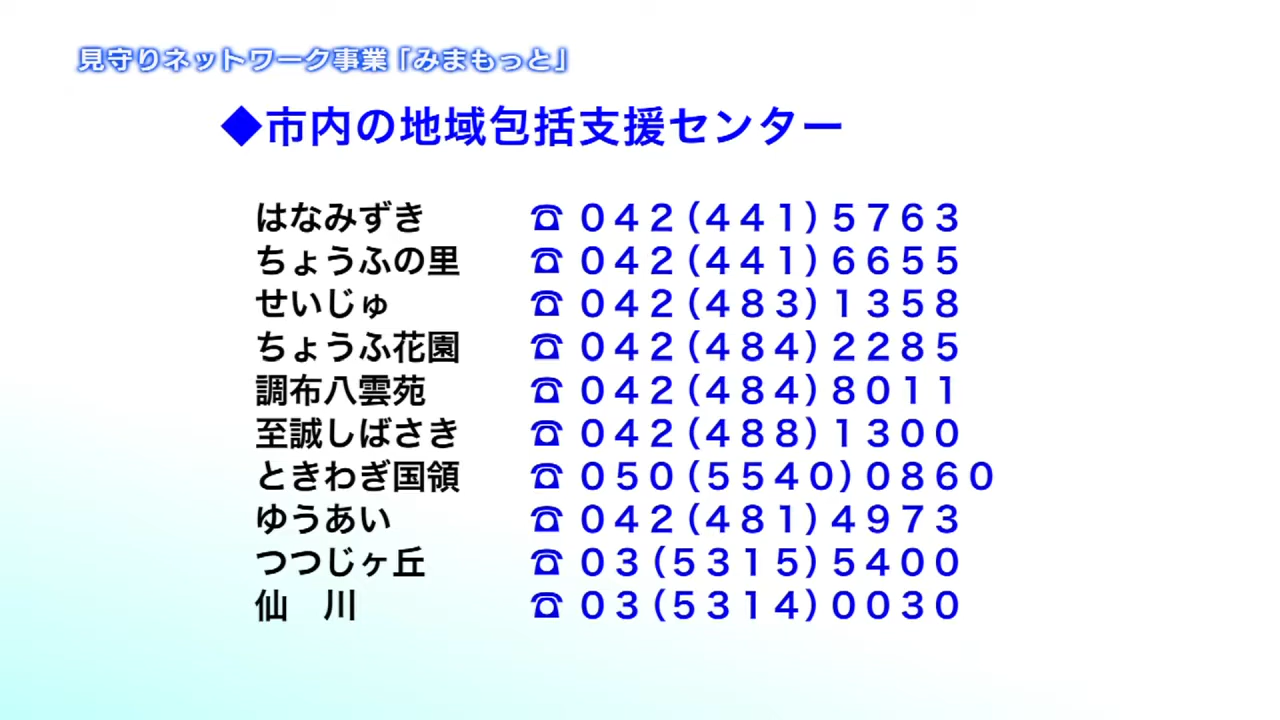 見守りネットワーク事業「みまもっと」
◆市内の地域包括支援センター
はなみずき ☎ ０４２（４４１）５７６３
ちょうふの里 ☎ ０４２（４４１）６６５５
せいじゅ ☎ ０４２（４８３）１３５８
ちょうふ花園 ☎ ０４２（４８４）２２８５
調布八雲苑 ☎ ０４２（４８４）８０１１
至誠しばさき ☎ ０４２（４８８）１３００
ときわぎ国領 ☎ ０５０（５５４０）０８６０
ゆうあい ☎ ０４２（４８１）４９７３
つつじヶ丘 ☎ ０３（５３１５）５４００
仙　川 ☎ ０３（５３１４）００３０